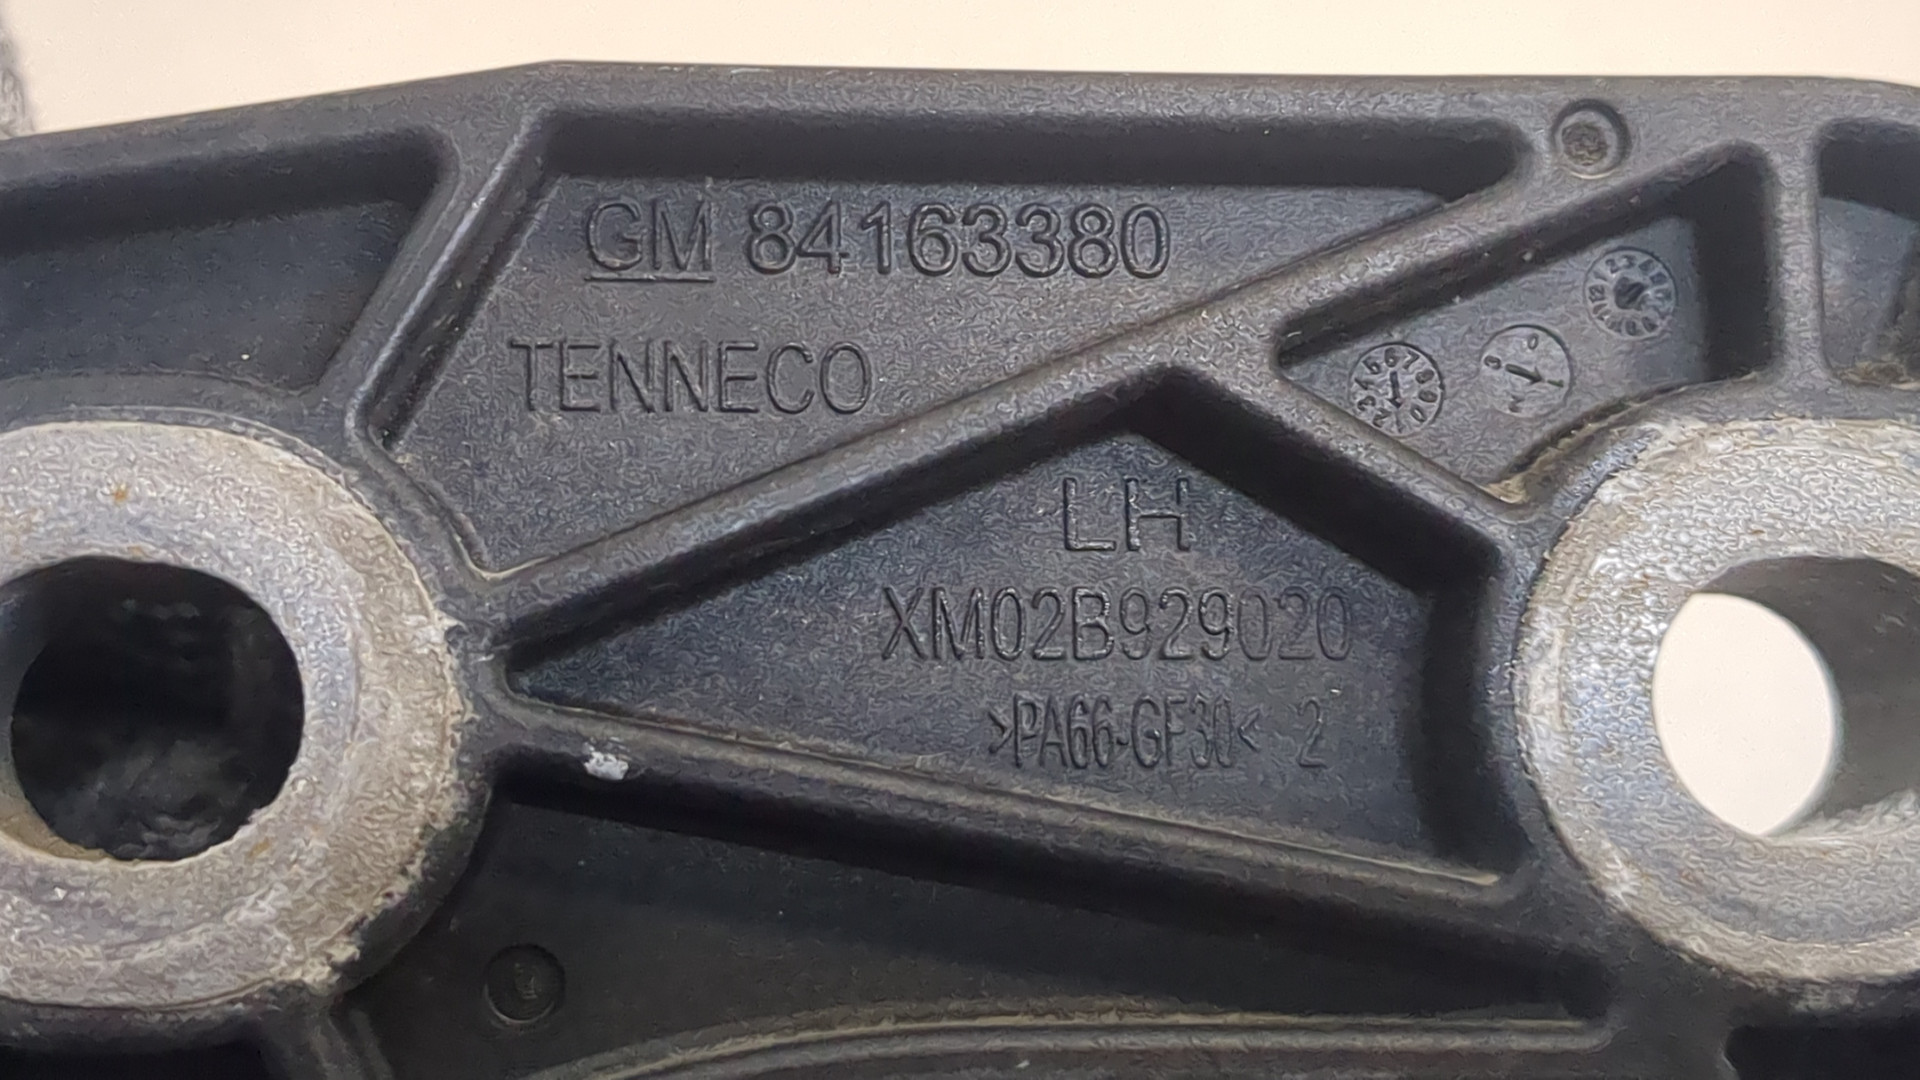 GM 84163380
TENNECO
LH
XM02B929020
>PA66-GF30< 2